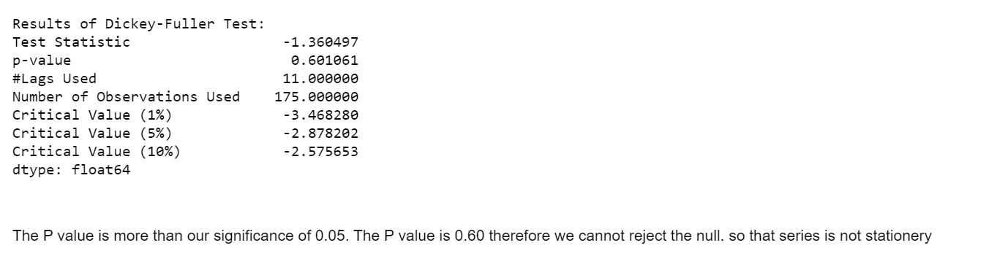 Results of Dickey-Fuller Test:
Test Statistic -1.360497
p-value 0.601061
#Lags Used 11.000000
Number of Observations Used 175.000000
Critical Value (1%) -3.468280
Critical Value (5%) -2.878202
Critical Value (10%) -2.575653
dtype: float64
The P value is more than our significance of 0.05. The P value is 0.60 therefore we cannot reject the null. so that series is not stationery